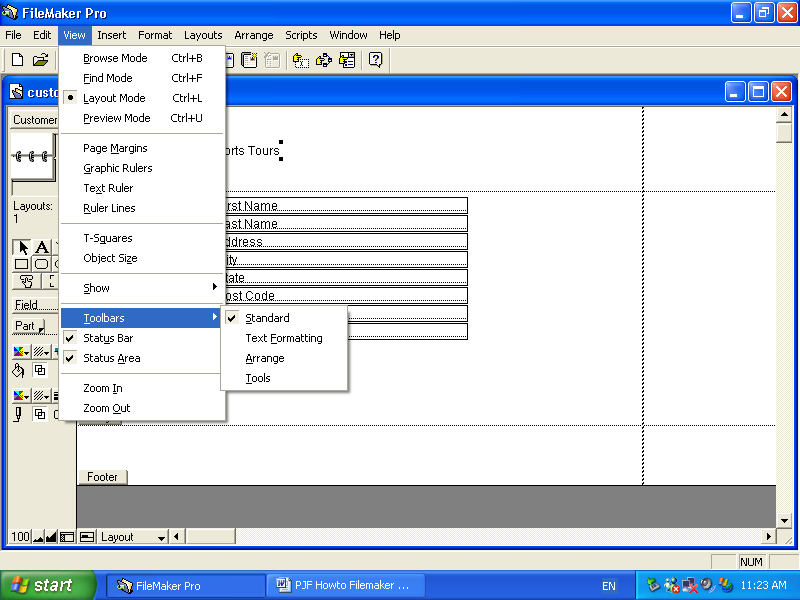 FileMaker Pro
File Edit View Insert Format Layouts Arrange Scripts Window Help
Browse Mode Ctrl+B
Find Mode Ctrl+F
custo
Layout Mode Ctrl+L
Preview Mode Ctrl+U
Customer
Page Margins
orts Tours
Graphic Rulers
Text Ruler
Layouts:
Ruler Lines
irst Name
1
ast Name
T-Squares
ddress
Object Size
ity
tate
Show
ost Code
Field
Toolbars
Standard
Part
Status Bar
Text Formatting
Status Area
Arrange
Tools
Zoom In
Zoom Out
Footer
100 Layout
NUM
start FileMaker Pro PJF Howto Filemaker ... EN 11:23 AM